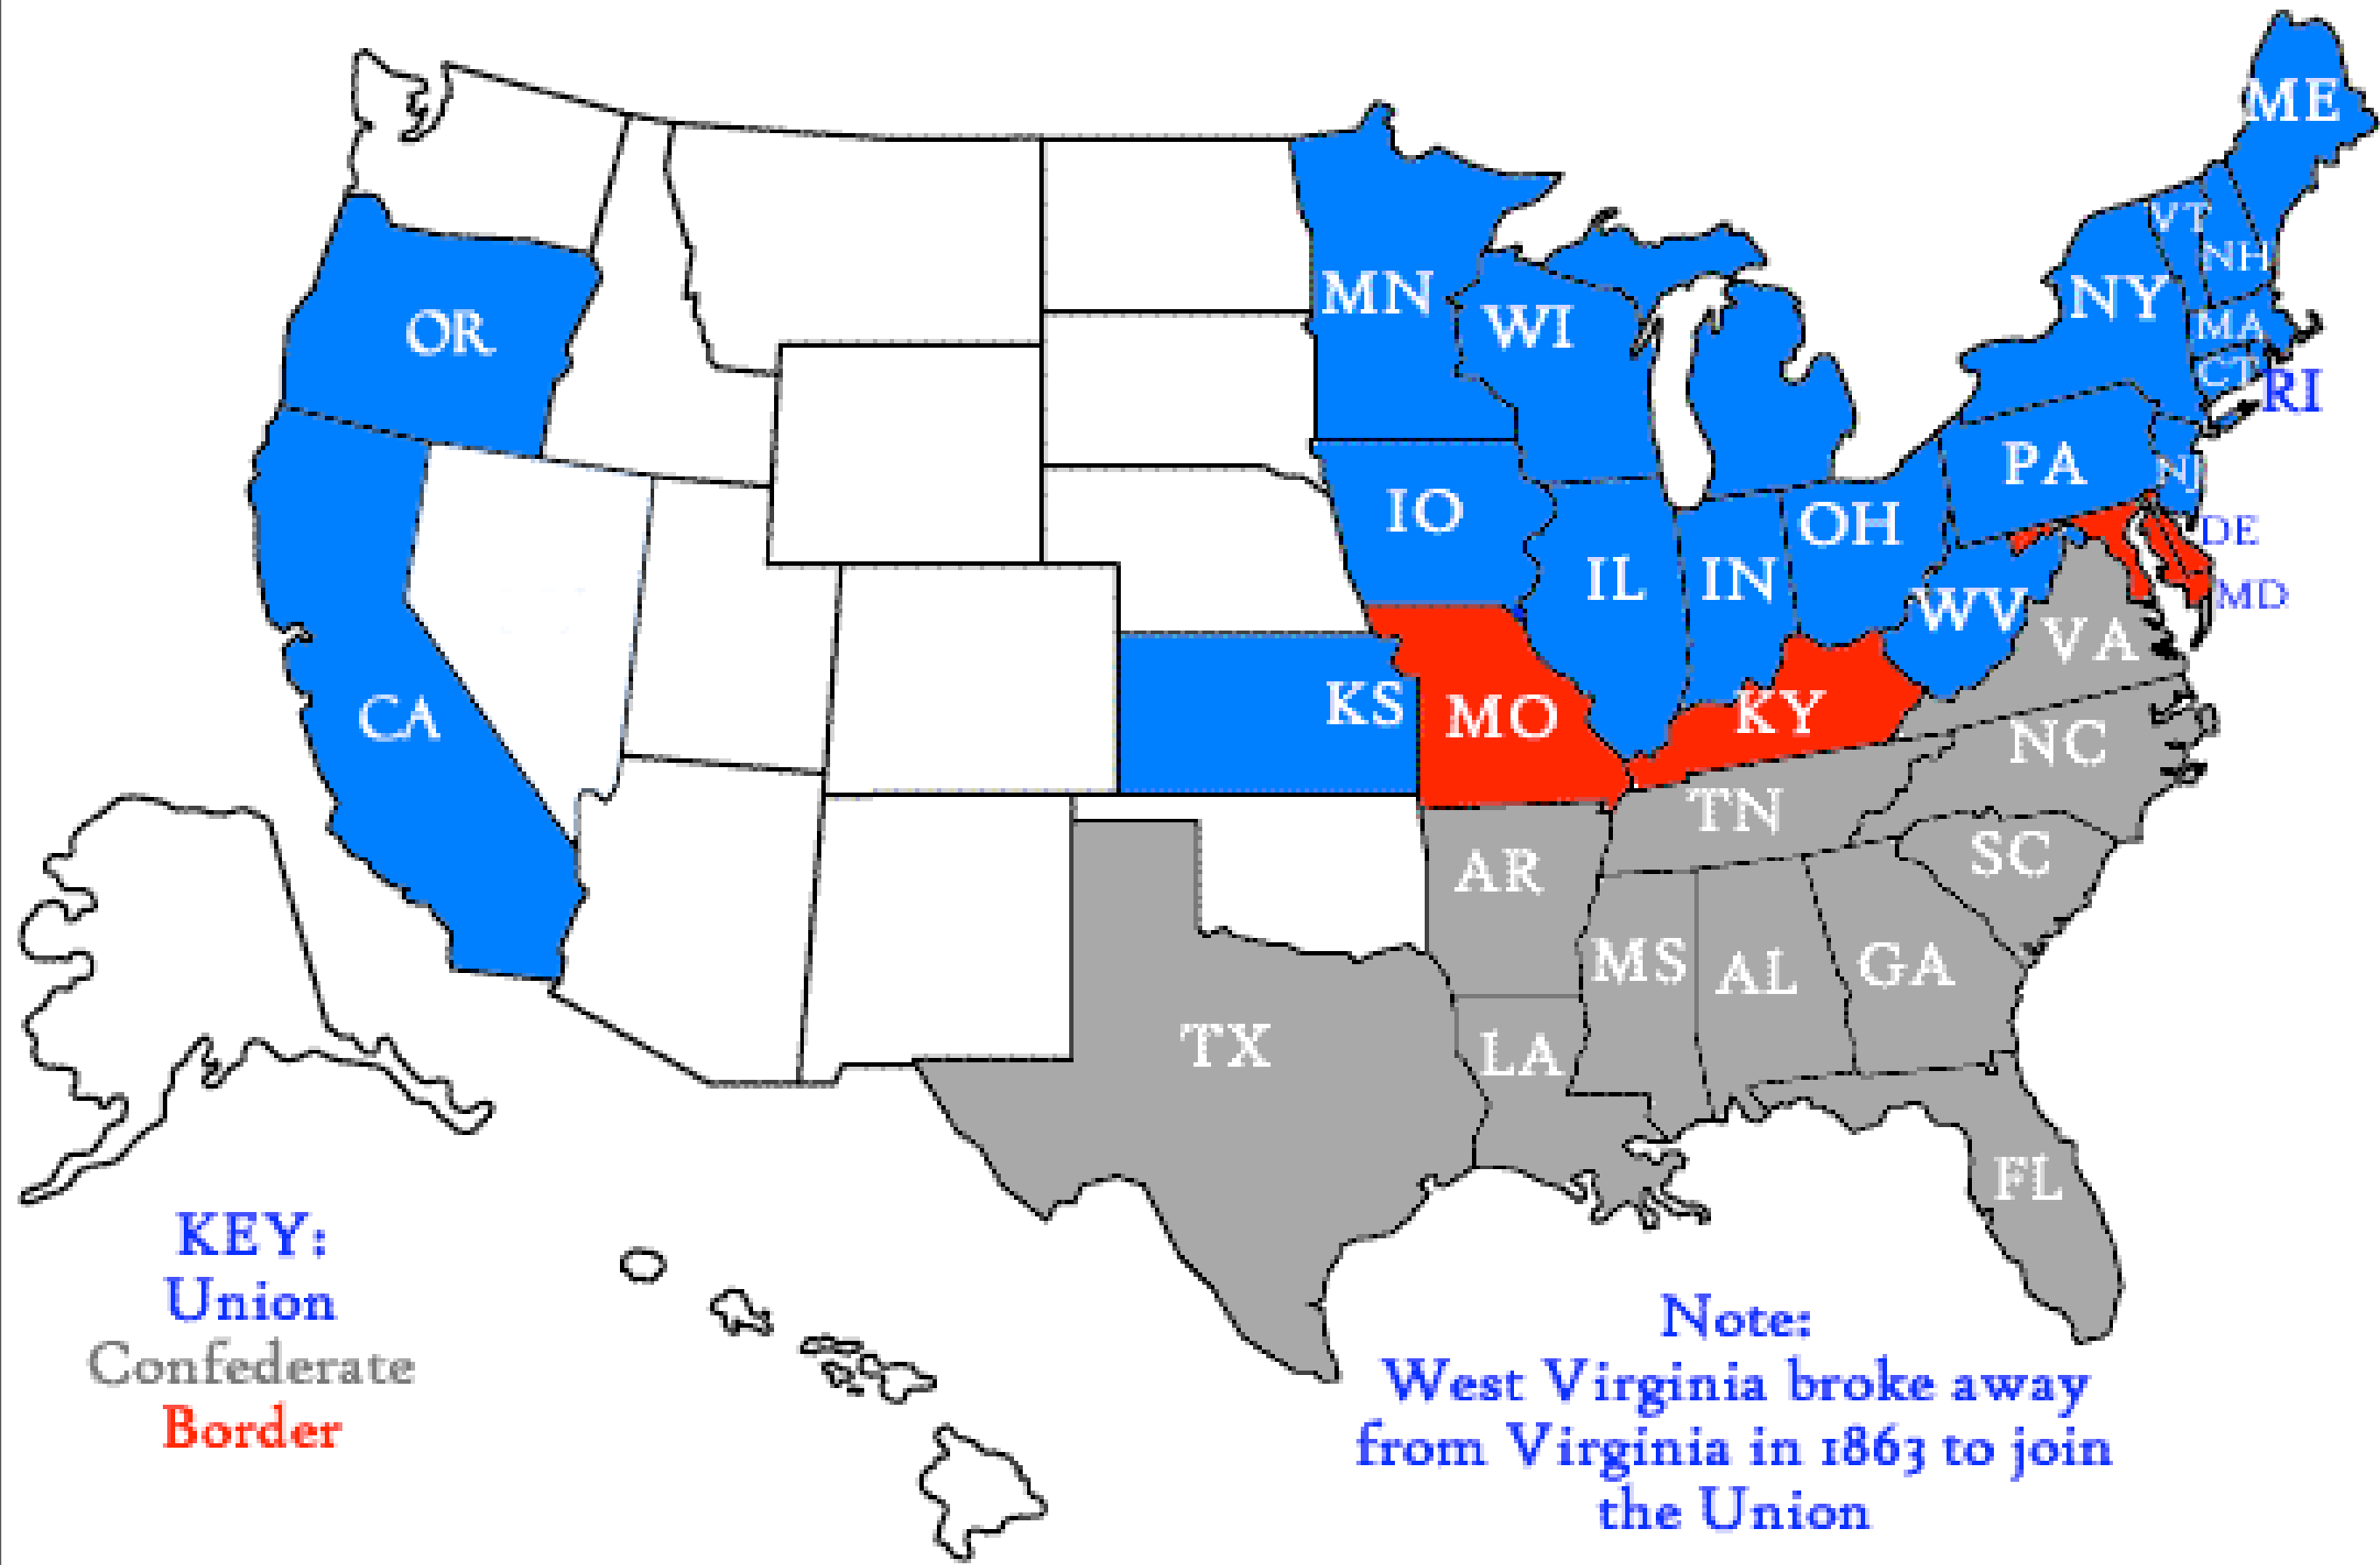 ME
VT
NH
MN
NY
WI
OR
MA
CT
RI
PA
NJ
IO
OH
DE
IL
IN
WV
MD
VA
KS
MO
KY
CA
NC
TN
SC
AR
MS
AL
GA
TX
LA
FL
KEY:
Union
Confederate
Border
Note:
West Virginia broke away
from Virginia in 1863 to join
the Union